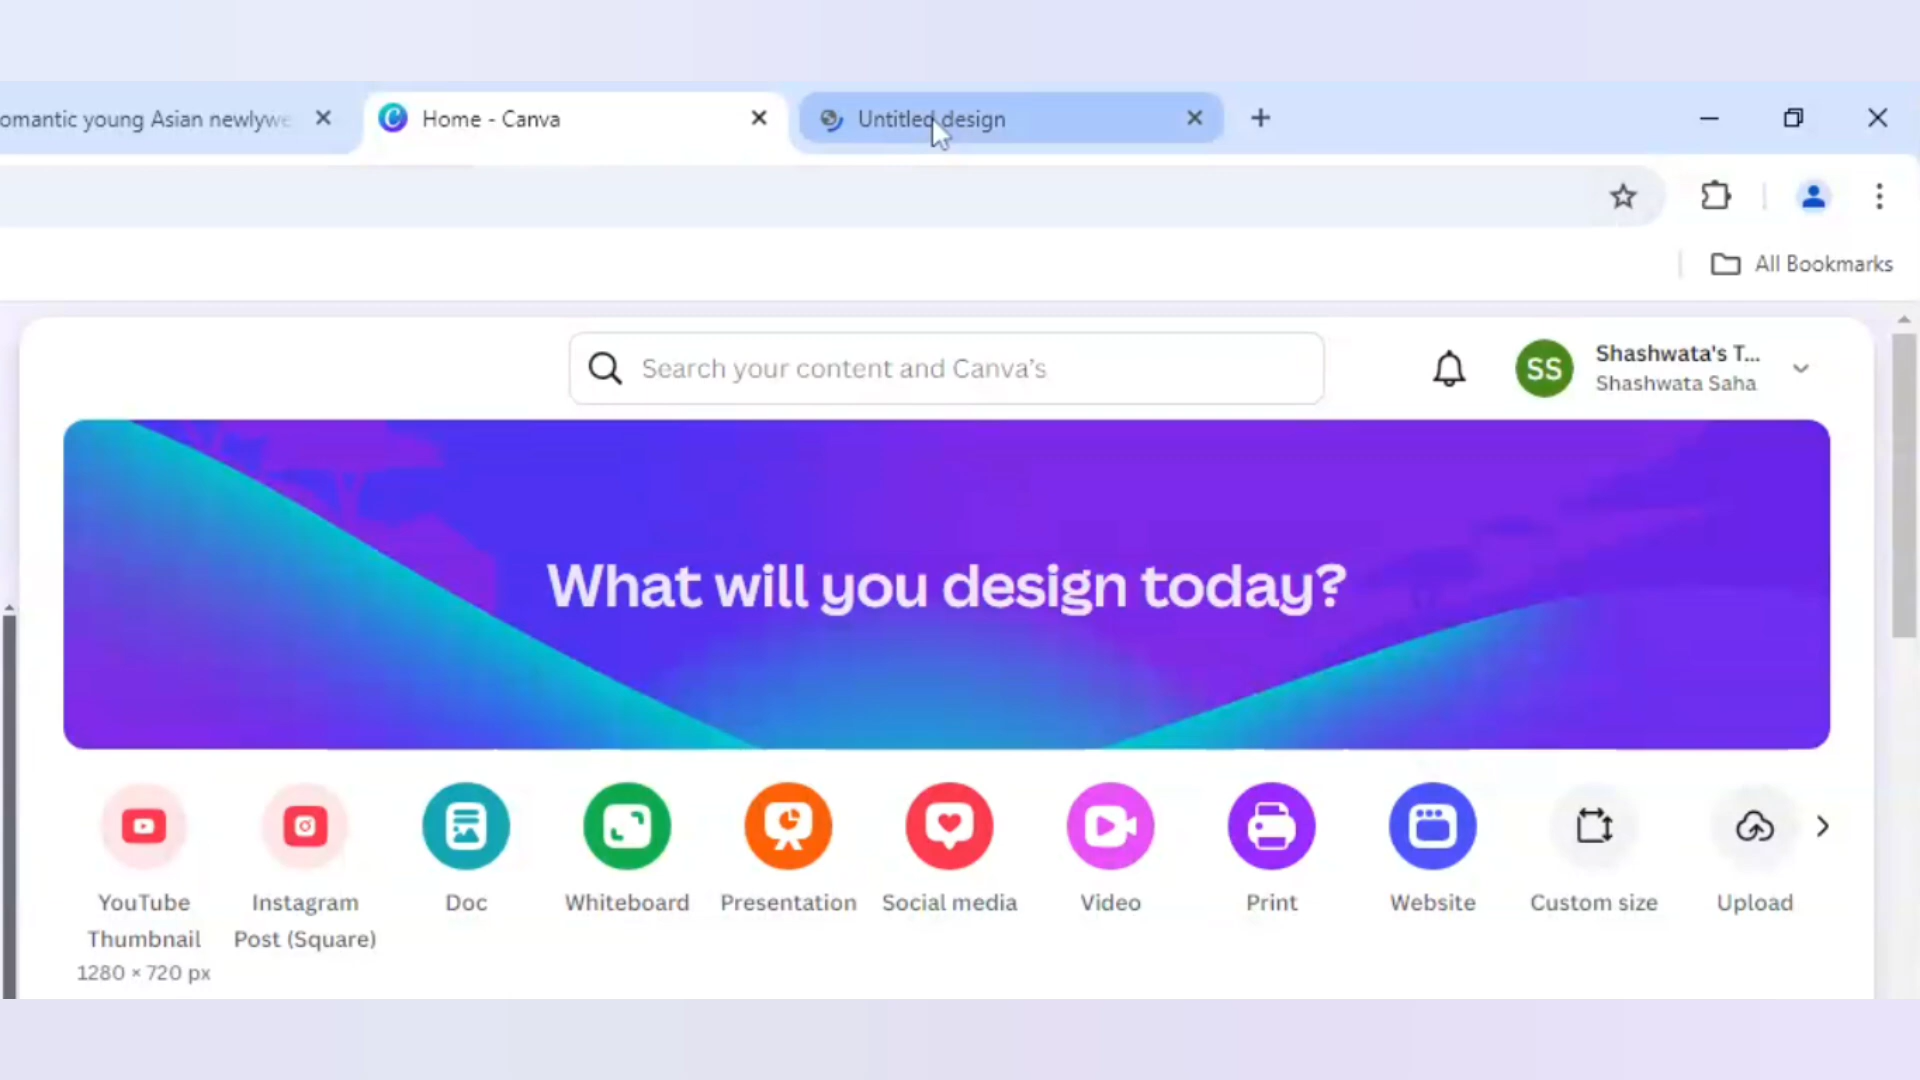 omantic young Asian newlywe
Home - Canva
Untitled design
All Bookmarks
Search your content and Canva's
SS
Shashwata's T...
Shashwata Saha
What will you design today?
YouTube
Thumbnail
1280 × 720 px
Instagram
Post (Square)
Doc
Whiteboard
Presentation
Social media
Video
Print
Website
Custom size
Upload